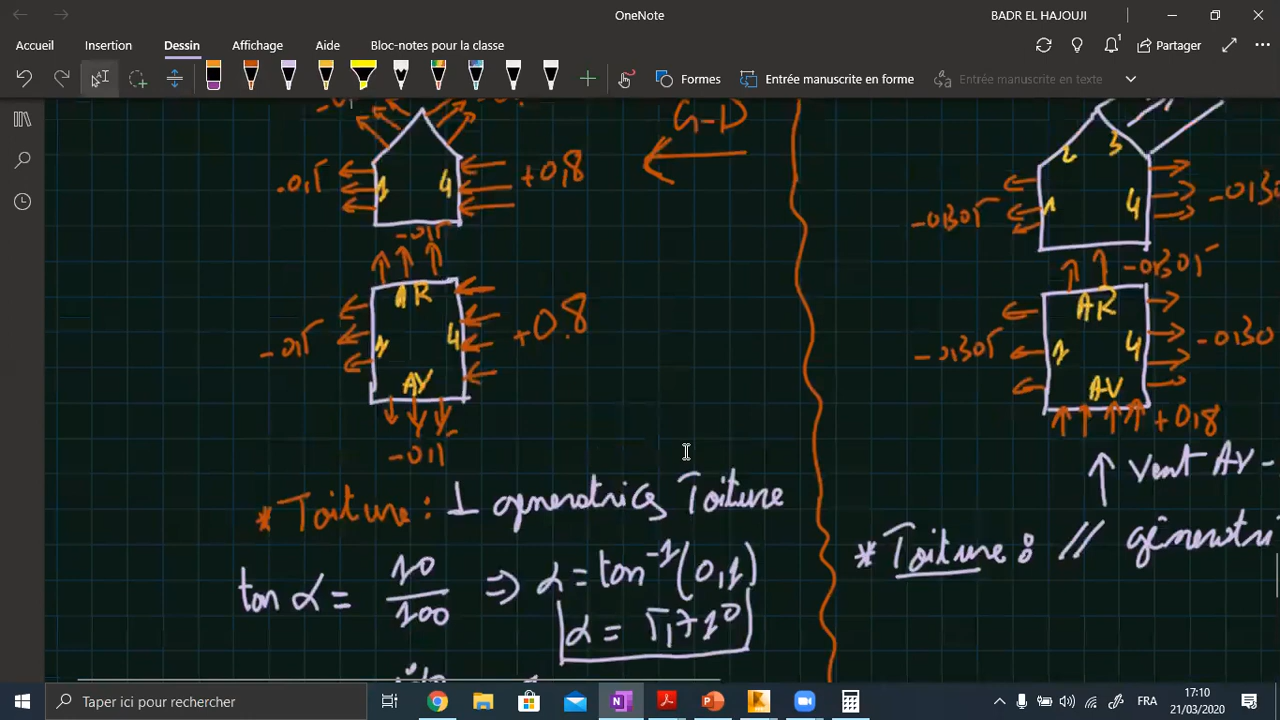 OneNote
BADR EL HAJOUJI
Accueil Insertion Dessin Affichage Aide Bloc-notes pour la classe
Partager
Formes Entrée manuscrite en forme Entrée manuscrite en texte
G-D
-0,5 1 4 +0,8
-0,5
AR
-0,5 1 4 +0.8
AV
-0,5
* Toiture : ⊥ generatrics Toiture
tan α = 10/100 => α = tan⁻¹(0,1)
α = 5,71°
2 3
-0,305 1 4 -0,30
-0,305
AR
-0,305 1 4 -0,30
AV
+0,8
↑ Vent AV-
* Toiture : // géneratri
Taper ici pour rechercher
FRA
17:10
21/03/2020